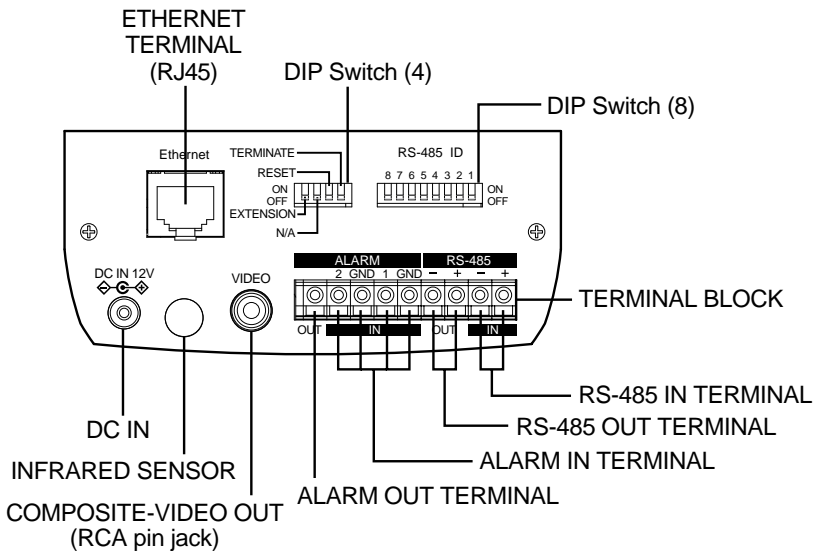 ETHERNET
TERMINAL
(RJ45)
DIP Switch (4)
DIP Switch (8)
Ethernet
TERMINATE
RESET
ON
OFF
EXTENSION
N/A
RS-485 ID
8 7 6 5 4 3 2 1
ON
OFF
DC IN 12V
VIDEO
ALARM
RS-485
2 GND 1 GND − + − +
OUT
IN
OUT
IN
TERMINAL BLOCK
RS-485 IN TERMINAL
RS-485 OUT TERMINAL
ALARM IN TERMINAL
ALARM OUT TERMINAL
DC IN
INFRARED SENSOR
COMPOSITE-VIDEO OUT
(RCA pin jack)